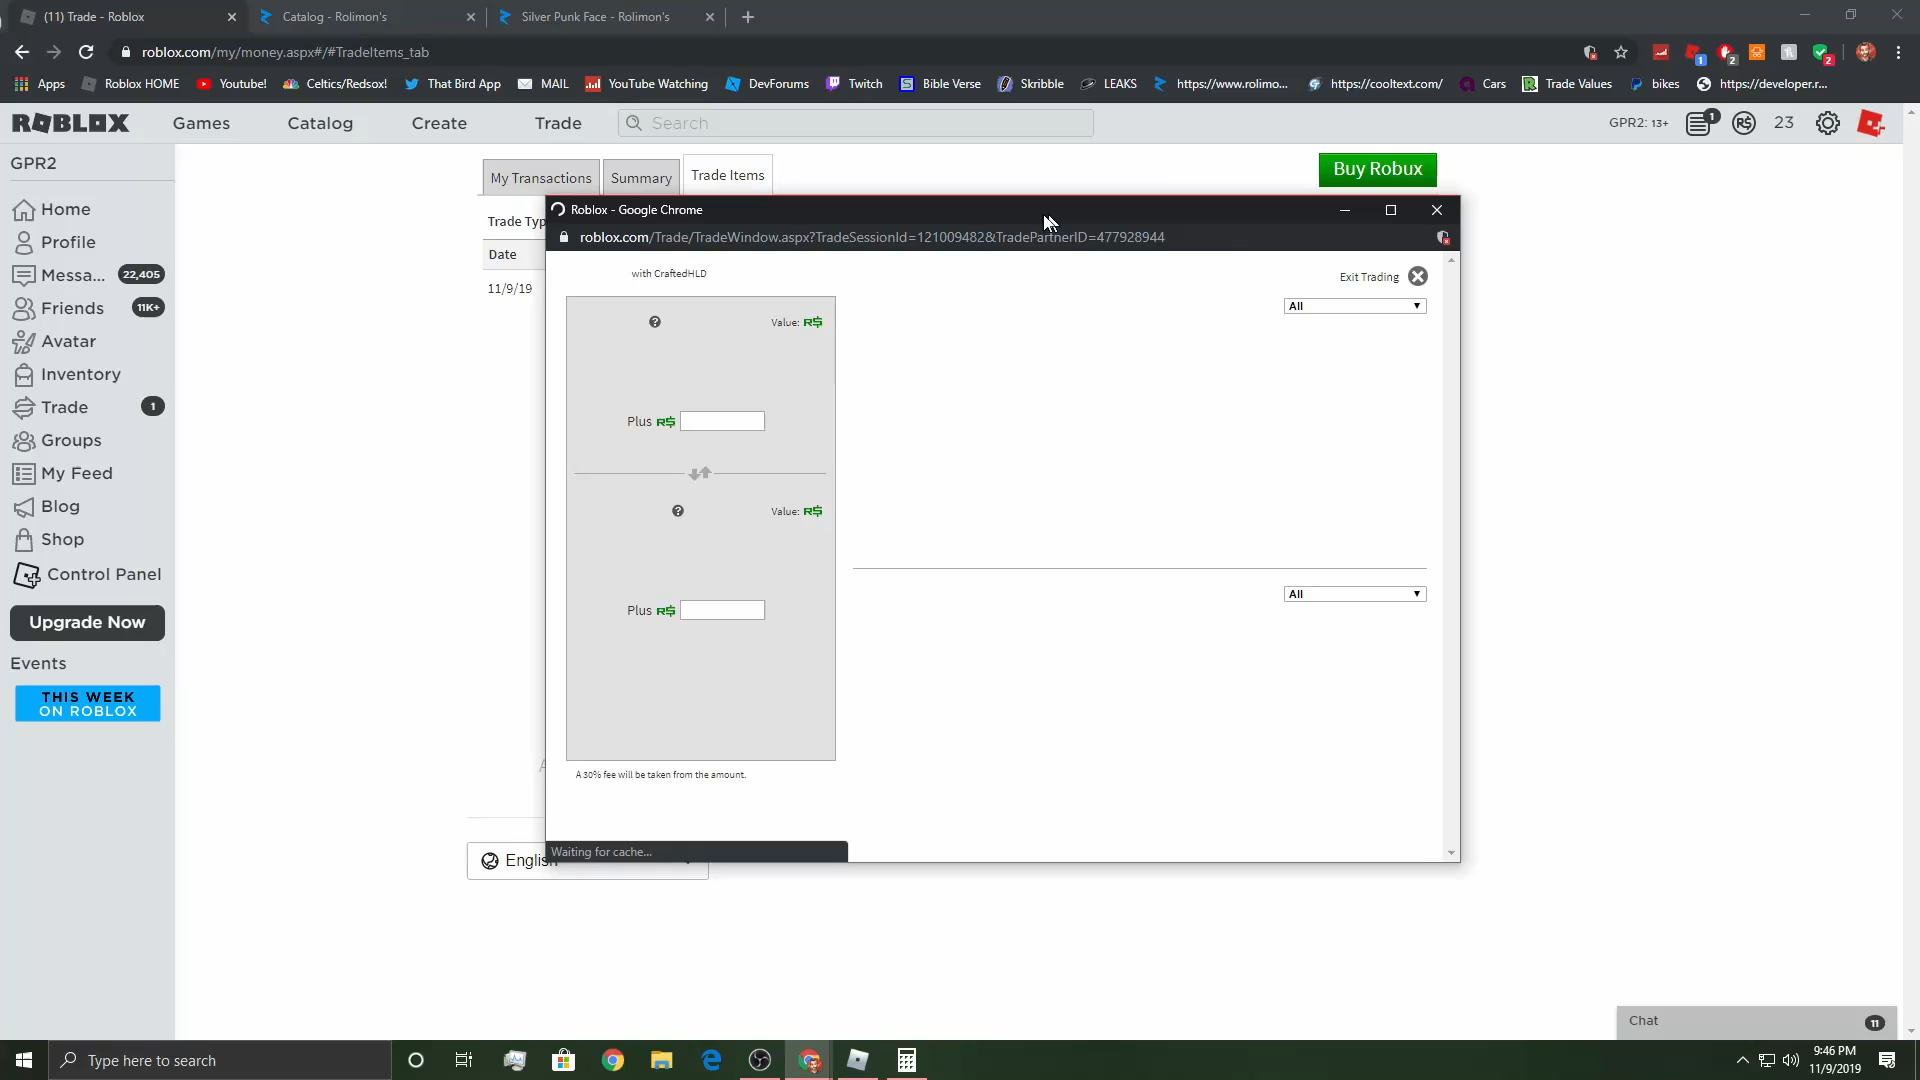 (11) Trade - Roblox
Catalog - Rolimon's
Silver Punk Face - Rolimon's
roblox.com/my/money.aspx#/#TradeItems_tab
1
2
2
Apps
Roblox HOME
Youtube!
Celtics/Redsox!
That Bird App
MAIL
YouTube Watching
DevForums
Twitch
Bible Verse
Skribble
LEAKS
https://www.rolimo...
https://cooltext.com/
Cars
Trade Values
bikes
https://developer.r...
ROBLOX
Games
Catalog
Create
Trade
Search
GPR2: 13+
1
R$
23
GPR2
Home
Profile
Messa...
22,405
Friends
11K+
Avatar
Inventory
Trade
1
Groups
My Feed
Blog
Shop
Control Panel
Upgrade Now
Events
THIS WEEK
ON ROBLOX
My Transactions
Summary
Trade Items
Buy Robux
Trade Typ
Date
11/9/19
Roblox - Google Chrome
roblox.com/Trade/TradeWindow.aspx?TradeSessionId=121009482&TradePartnerID=477928944
with CraftedHLD
Exit Trading
All
?
Value: R$
Plus R$
?
Value: R$
Plus R$
All
A 30% fee will be taken from the amount.
Waiting for cache...
English
Chat
11
Type here to search
9:46 PM
11/9/2019